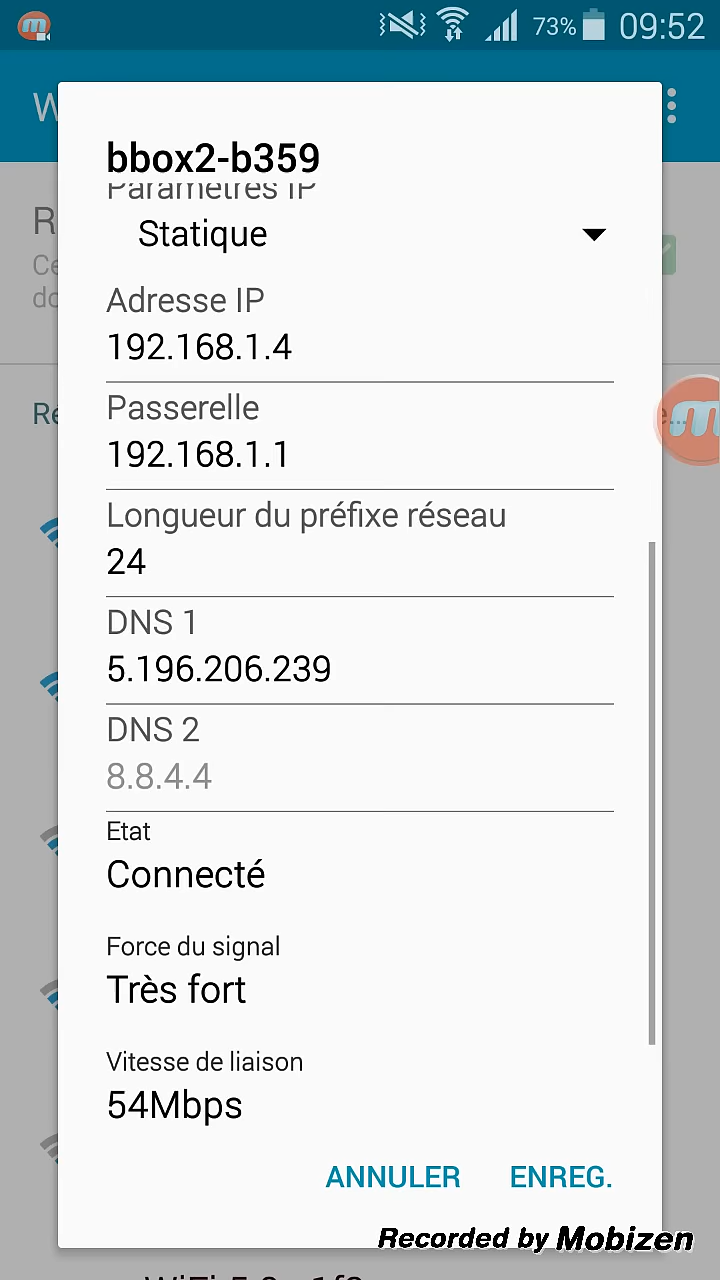 73% 09:52
bbox2-b359
Paramètres IP
Statique
Adresse IP
192.168.1.4
Passerelle
192.168.1.1
Longueur du préfixe réseau
24
DNS 1
5.196.206.239
DNS 2
8.8.4.4
Etat
Connecté
Force du signal
Très fort
Vitesse de liaison
54Mbps
ANNULER ENREG.
Recorded by Mobizen